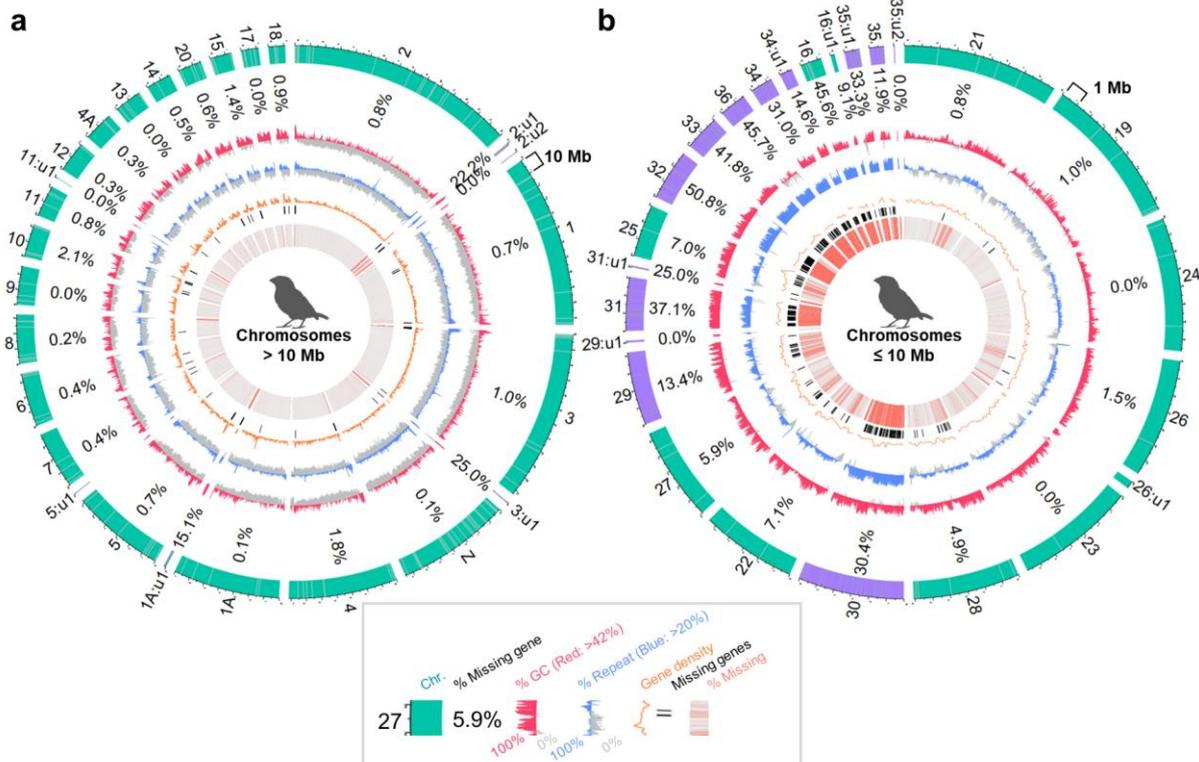 a
2
0.8%
2:u1
2:u2
22.2%
0.0%
10 Mb
1
0.7%
3
1.0%
3:u1
25.0%
Z
0.1%
4
1.8%
1A
0.1%
1A:u1
15.1%
5
0.7%
5:u1
7
0.4%
6
0.4%
8
0.2%
9
0.0%
10
2.1%
11
0.8%
11:u1
0.0%
12
0.3%
4A
0.3%
13
0.0%
14
0.5%
20
0.6%
15
1.4%
17
0.0%
18
0.9%
Chromosomes
> 10 Mb
b
21
0.8%
1 Mb
19
1.0%
24
0.0%
26
1.5%
26:u1
23
0.0%
28
4.9%
30
30.4%
22
7.1%
27
5.9%
29
13.4%
29:u1
0.0%
31
37.1%
31:u1
25.0%
25
7.0%
32
50.8%
33
41.8%
36
45.7%
34
31.0%
34:u1
14.6%
16
45.6%
16:u1
9.1%
35:u1
33.3%
35
11.9%
35:u2
0.0%
Chromosomes
≤ 10 Mb
Chr.
% Missing gene
% GC (Red: >42%)
% Repeat (Blue: >20%)
Gene density
Missing genes
% Missing
27
5.9%
100%
0%
100%
0%